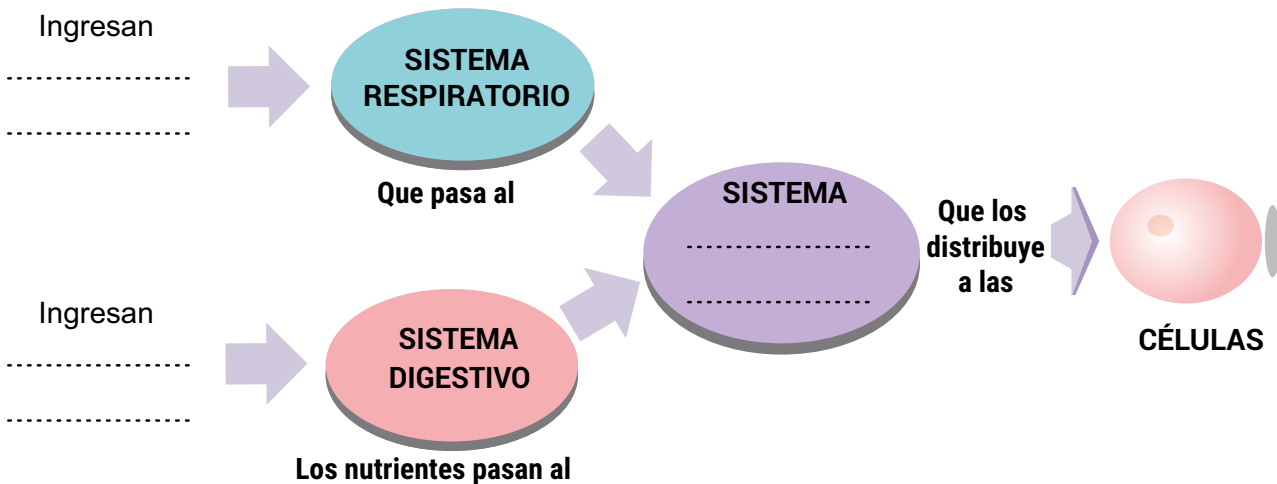 Ingresan
SISTEMA
RESPIRATORIO
Que pasa al
SISTEMA
Que los
distribuye
a las
CÉLULAS
Ingresan
SISTEMA
DIGESTIVO
Los nutrientes pasan al